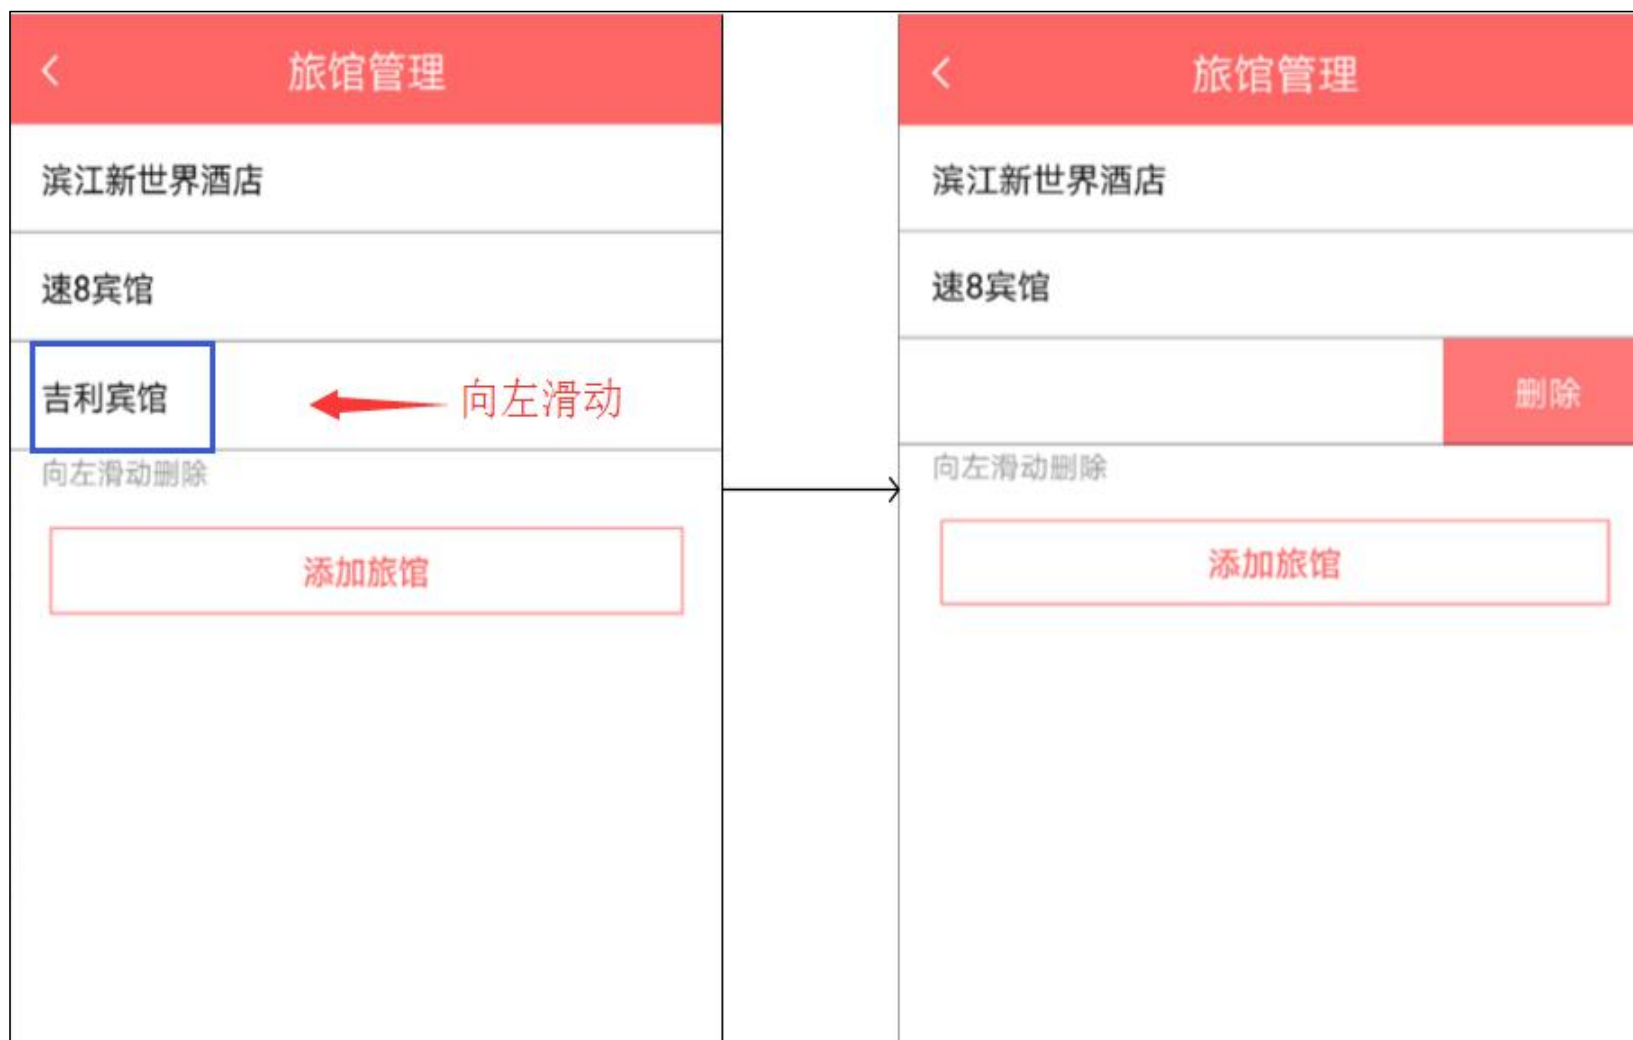 旅馆管理
滨江新世界酒店
速8宾馆
吉利宾馆
向左滑动
向左滑动删除
添加旅馆
旅馆管理
滨江新世界酒店
速8宾馆
删除
向左滑动删除
添加旅馆